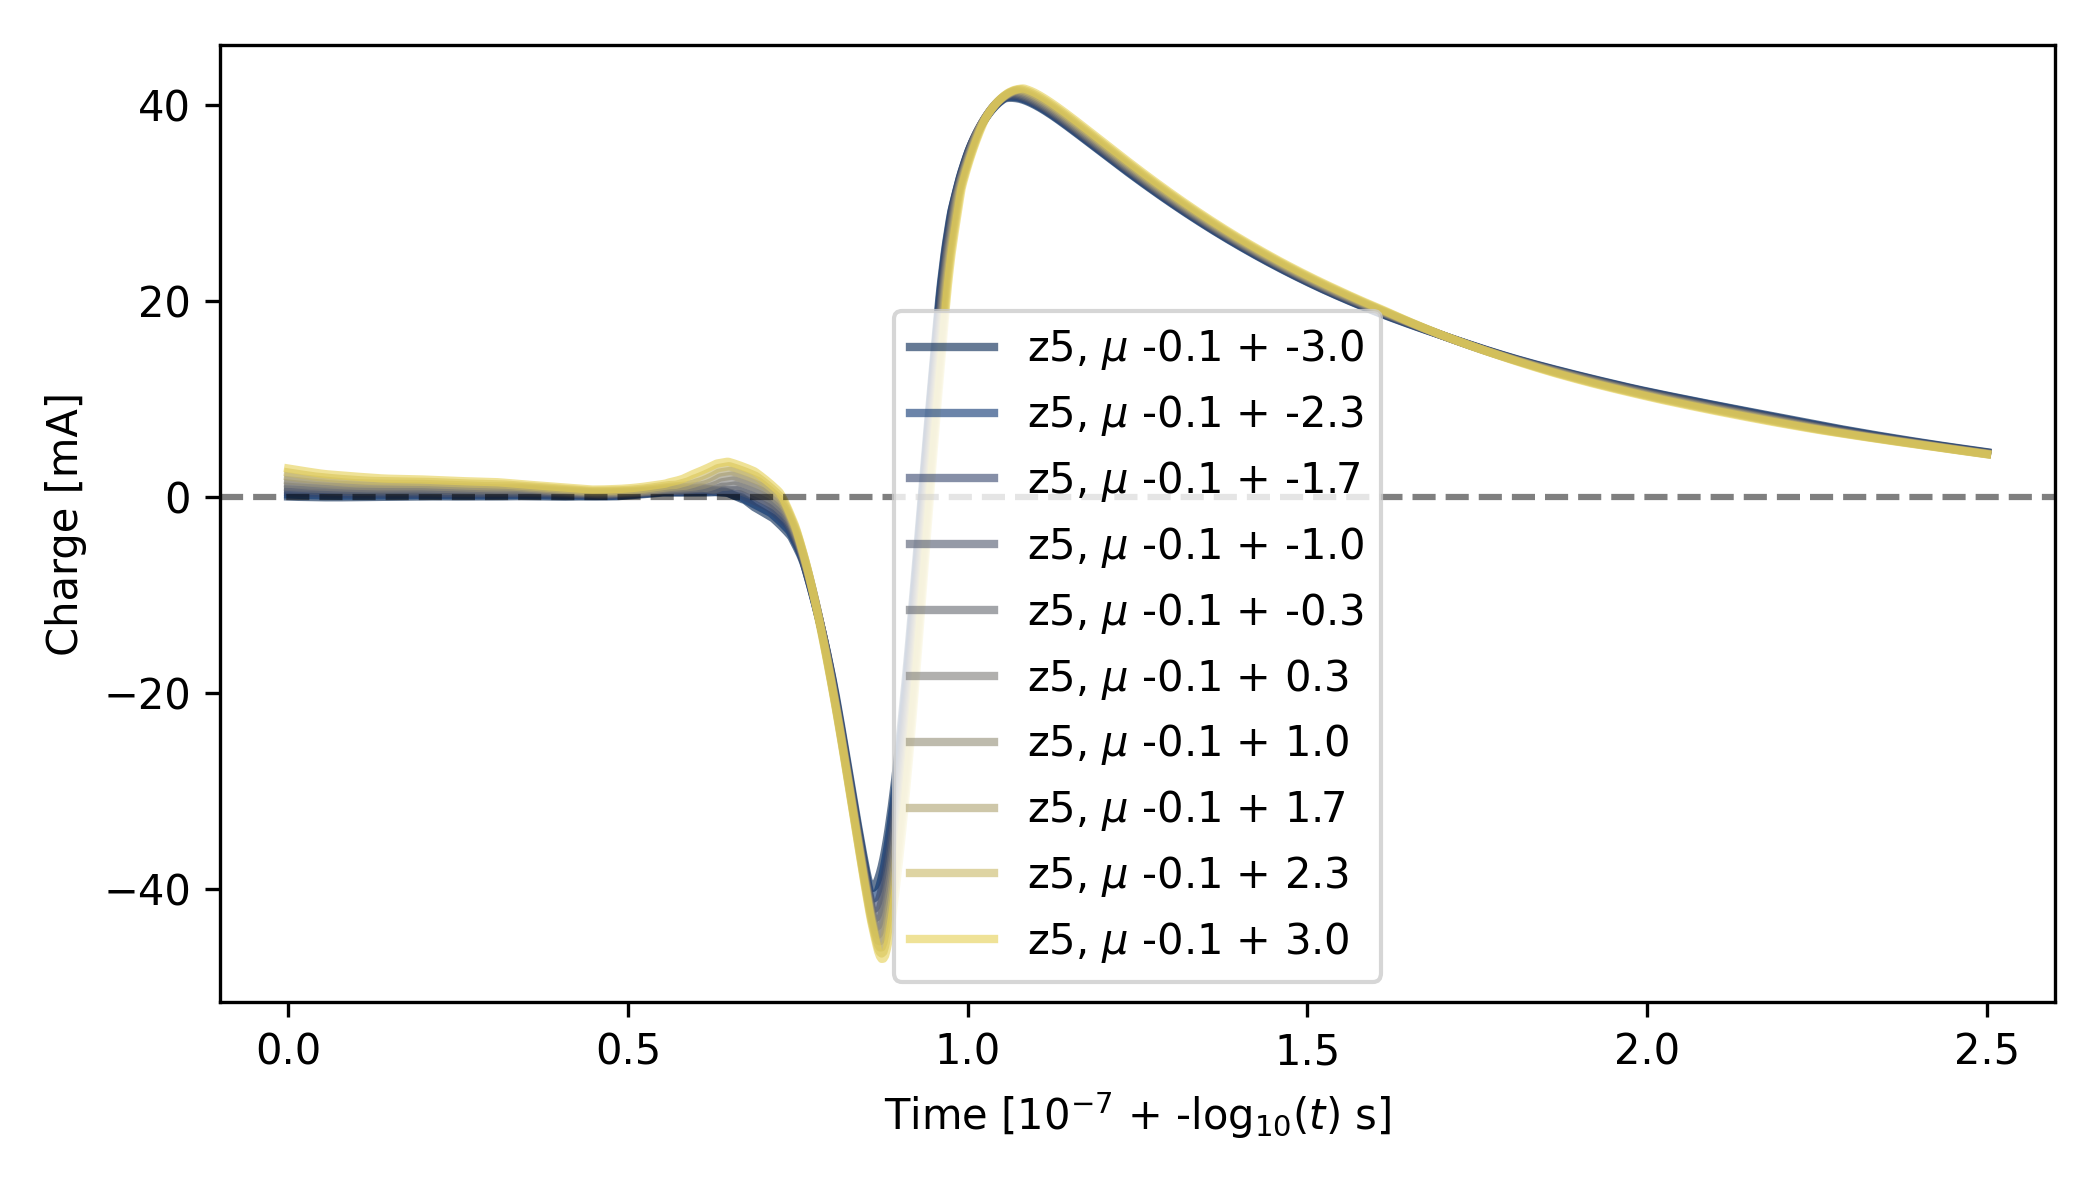 40
20
0
−20
−40
Charge [mA]
z5, μ -0.1 + -3.0
z5, μ -0.1 + -2.3
z5, μ -0.1 + -1.7
z5, μ -0.1 + -1.0
z5, μ -0.1 + -0.3
z5, μ -0.1 + 0.3
z5, μ -0.1 + 1.0
z5, μ -0.1 + 1.7
z5, μ -0.1 + 2.3
z5, μ -0.1 + 3.0
0.0 0.5 1.0 1.5 2.0 2.5
Time [10⁻⁷ + -log₁₀(t) s]